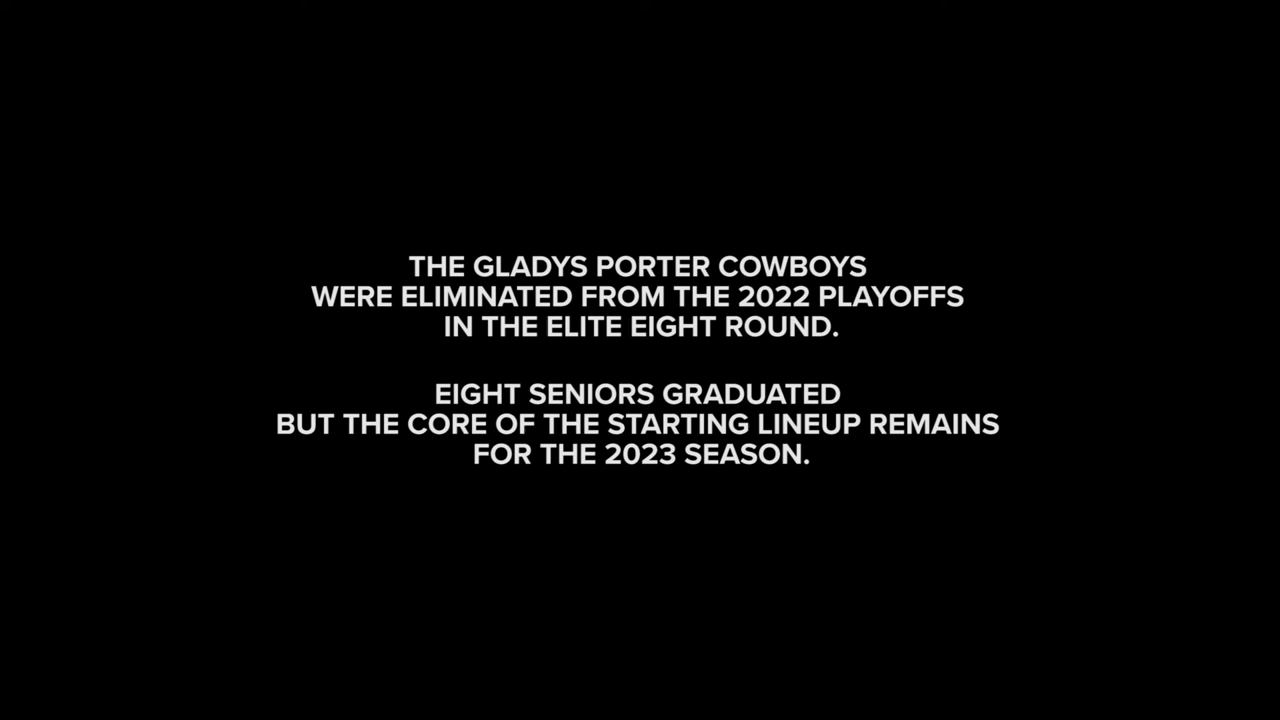 THE GLADYS PORTER COWBOYS
WERE ELIMINATED FROM THE 2022 PLAYOFFS
IN THE ELITE EIGHT ROUND.
EIGHT SENIORS GRADUATED
BUT THE CORE OF THE STARTING LINEUP REMAINS
FOR THE 2023 SEASON.